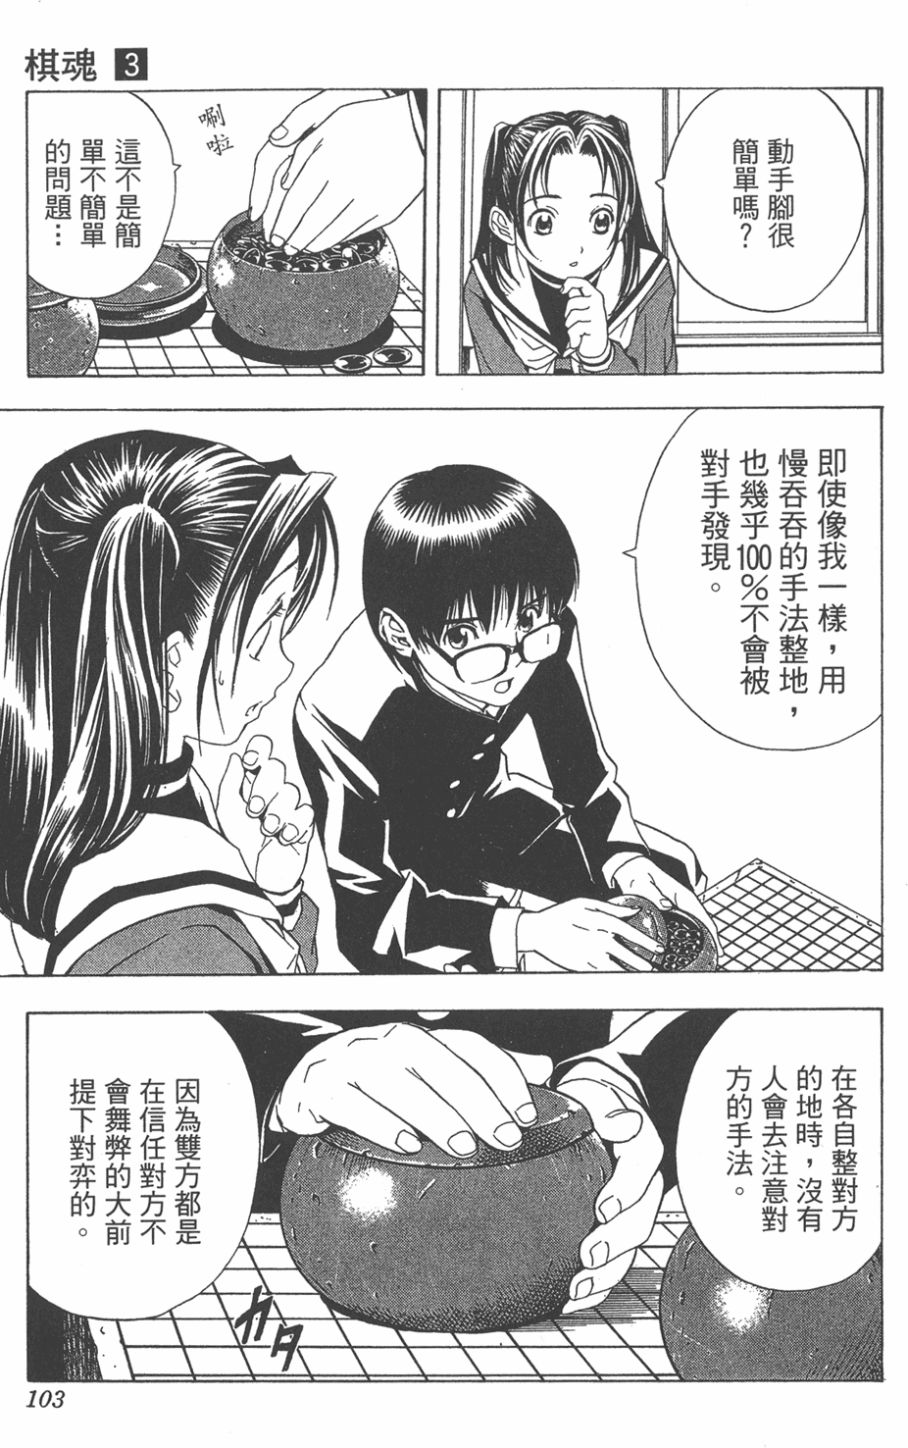 棋魂 3
動手腳很
簡單嗎？
唰啦
這不是簡
單不簡單
的問題…
即使像我一樣，用
慢吞吞的手法整地，
也幾乎100%不會被
對手發現。
在各自整對方
的地時，沒有
人會去注意對
方的手法。
因為雙方都是
在信任對方不
會舞弊的大前
提下對弈的。
カタ
103